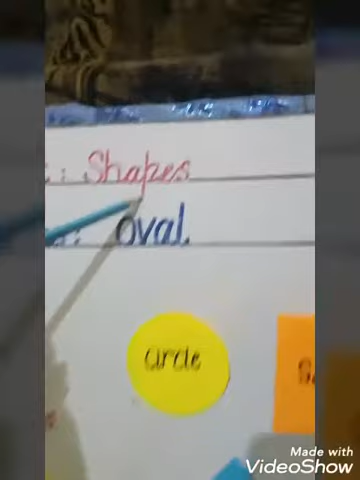 : Shapes
: oval
circle
Made with
VideoShow